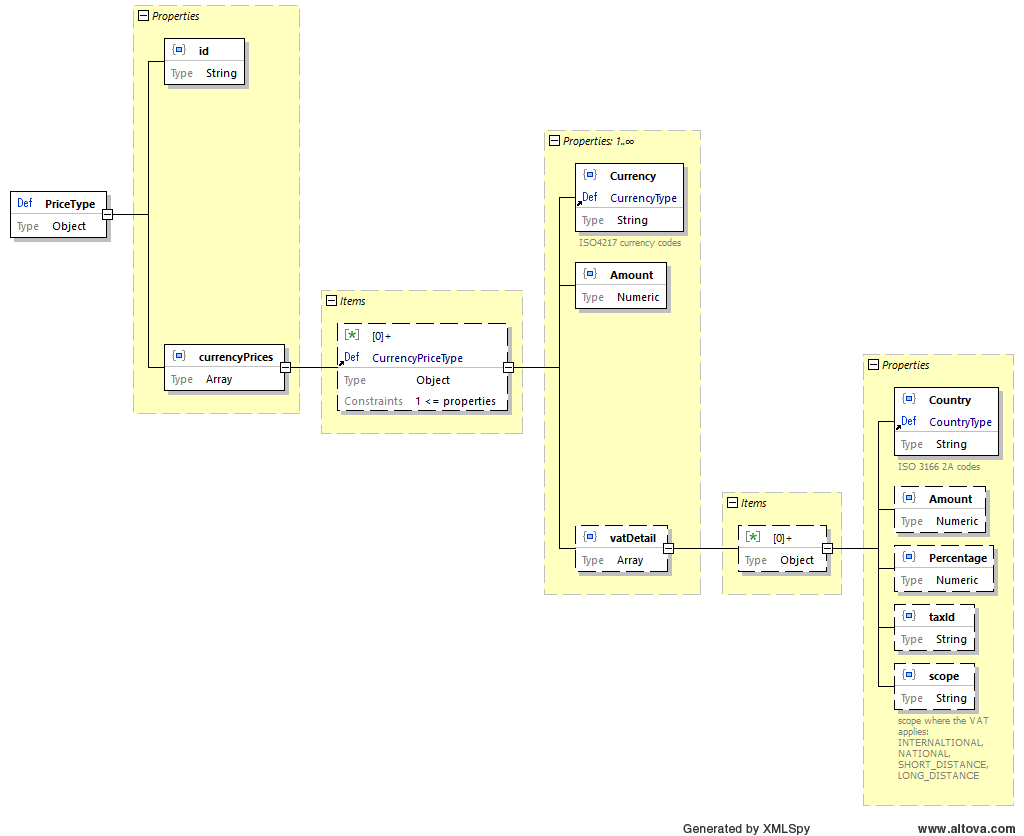 Properties
id
Type String
Def PriceType
Type Object
currencyPrices
Type Array
Items
[0]+
Def CurrencyPriceType
Type Object
Constraints 1 <= properties
Properties: 1..∞
Currency
Def CurrencyType
Type String
ISO4217 currency codes
Amount
Type Numeric
vatDetail
Type Array
Items
[0]+
Type Object
Properties
Country
Def CountryType
Type String
ISO 3166 2A codes
Amount
Type Numeric
Percentage
Type Numeric
taxId
Type String
scope
Type String
scope where the VAT
applies:
INTERNALTIONAL,
NATIONAL,
SHORT_DISTANCE,
LONG_DISTANCE
Generated by XMLSpy
www.altova.com